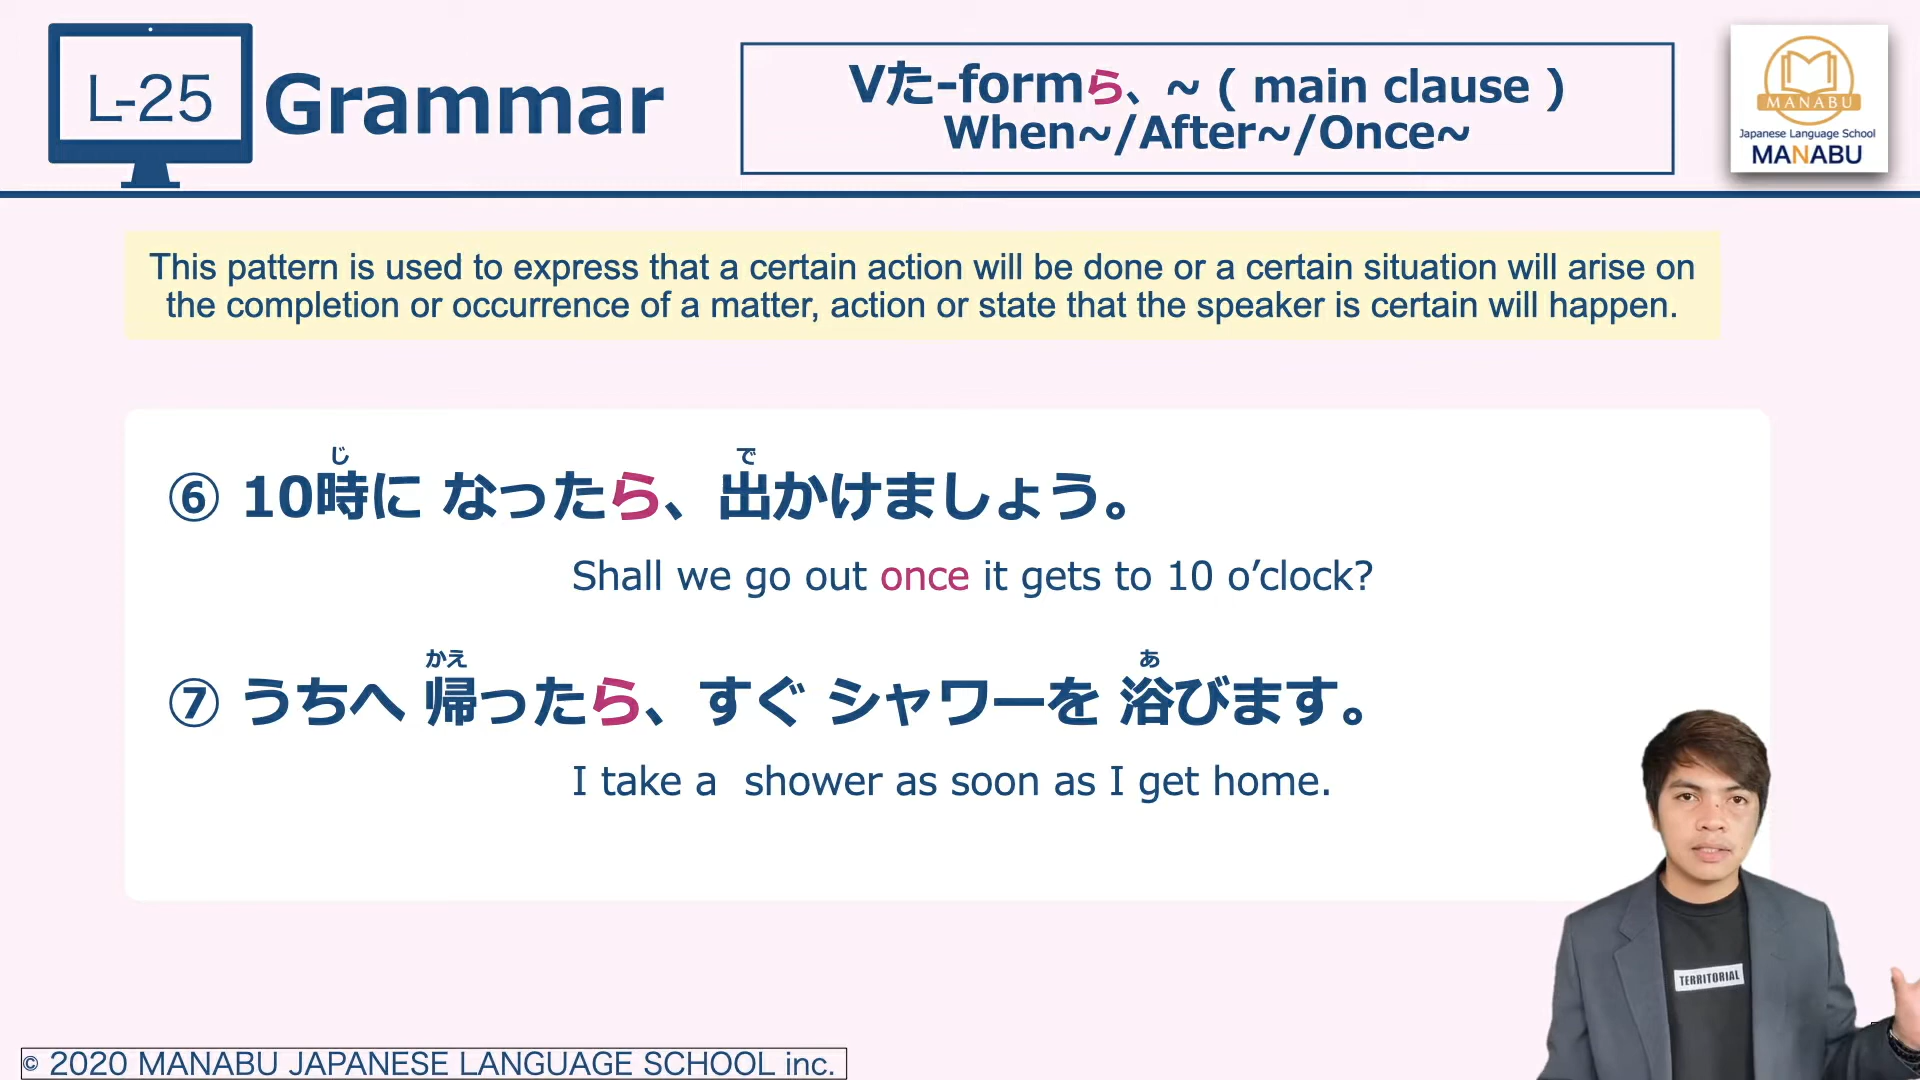 L-25
Grammar
Vた-formら、~ ( main clause )
When~/After~/Once~
MANABU
Japanese Language School
MANABU
This pattern is used to express that a certain action will be done or a certain situation will arise on
the completion or occurrence of a matter, action or state that the speaker is certain will happen.
じ で
⑥ 10時に なったら、出かけましょう。
Shall we go out once it gets to 10 o’clock?
かえ あ
⑦ うちへ 帰ったら、すぐ シャワーを 浴びます。
I take a  shower as soon as I get home.
TERRITORIAL
© 2020 MANABU JAPANESE LANGUAGE SCHOOL inc.